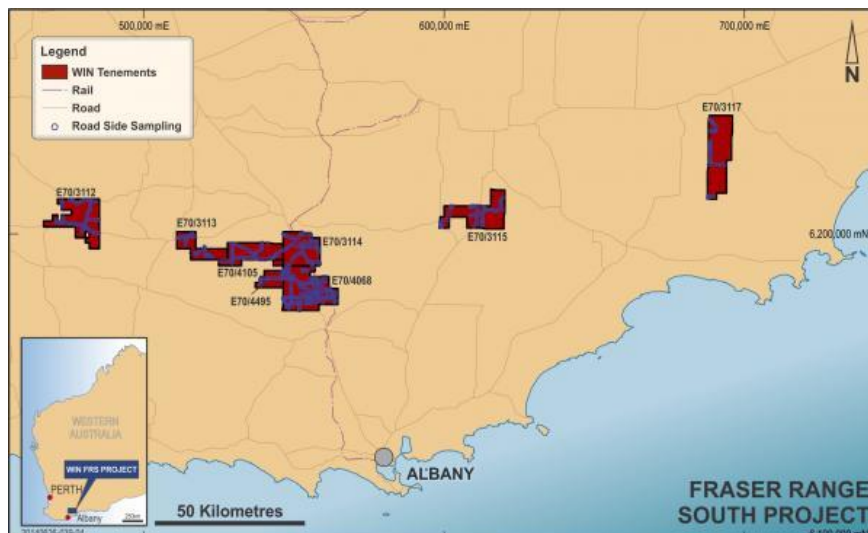 500,000 mE
600,000 mE
700,000 mE
Legend
WIN Tenements
Rail
Road
Road Side Sampling
N
E70/3117
E70/3112
E70/3113
E70/3114
E70/3115
6,200,000 mN
E70/4105
E70/4068
E70/4495
WESTERN
AUSTRALIA
WIN FRS PROJECT
PERTH
Albany
50 Kilometres
ALBANY
FRASER RANGE
SOUTH PROJECT